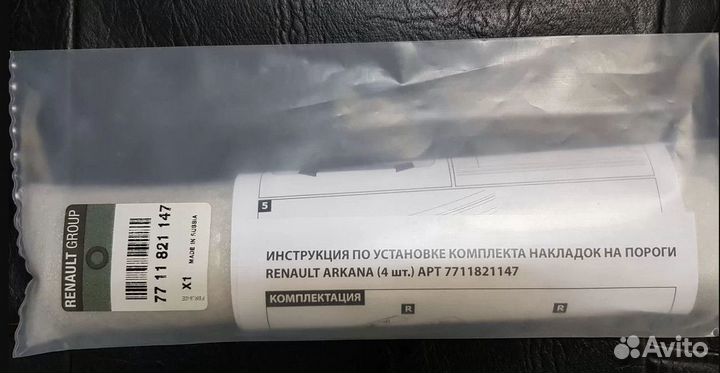 RENAULT GROUP
77 11 821 147
MADE IN RUSSIA
X1
5
ИНСТРУКЦИЯ ПО УСТАНОВКЕ КОМПЛЕКТА НАКЛАДОК НА ПОРОГИ
RENAULT ARKANA (4 шт.) АРТ 7711821147
КОМПЛЕКТАЦИЯ
R
R
Avito